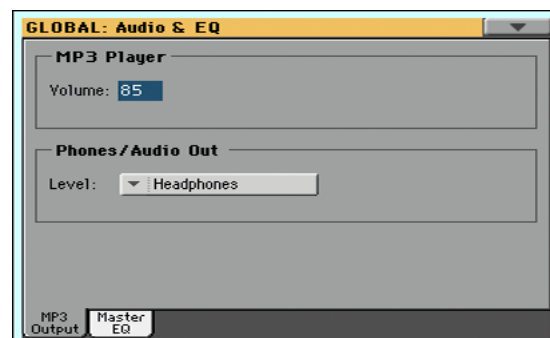 GLOBAL: Audio & EQ
MP3 Player
Volume: 85
Phones/Audio Out
Level: Headphones
MP3 Output
Master EQ